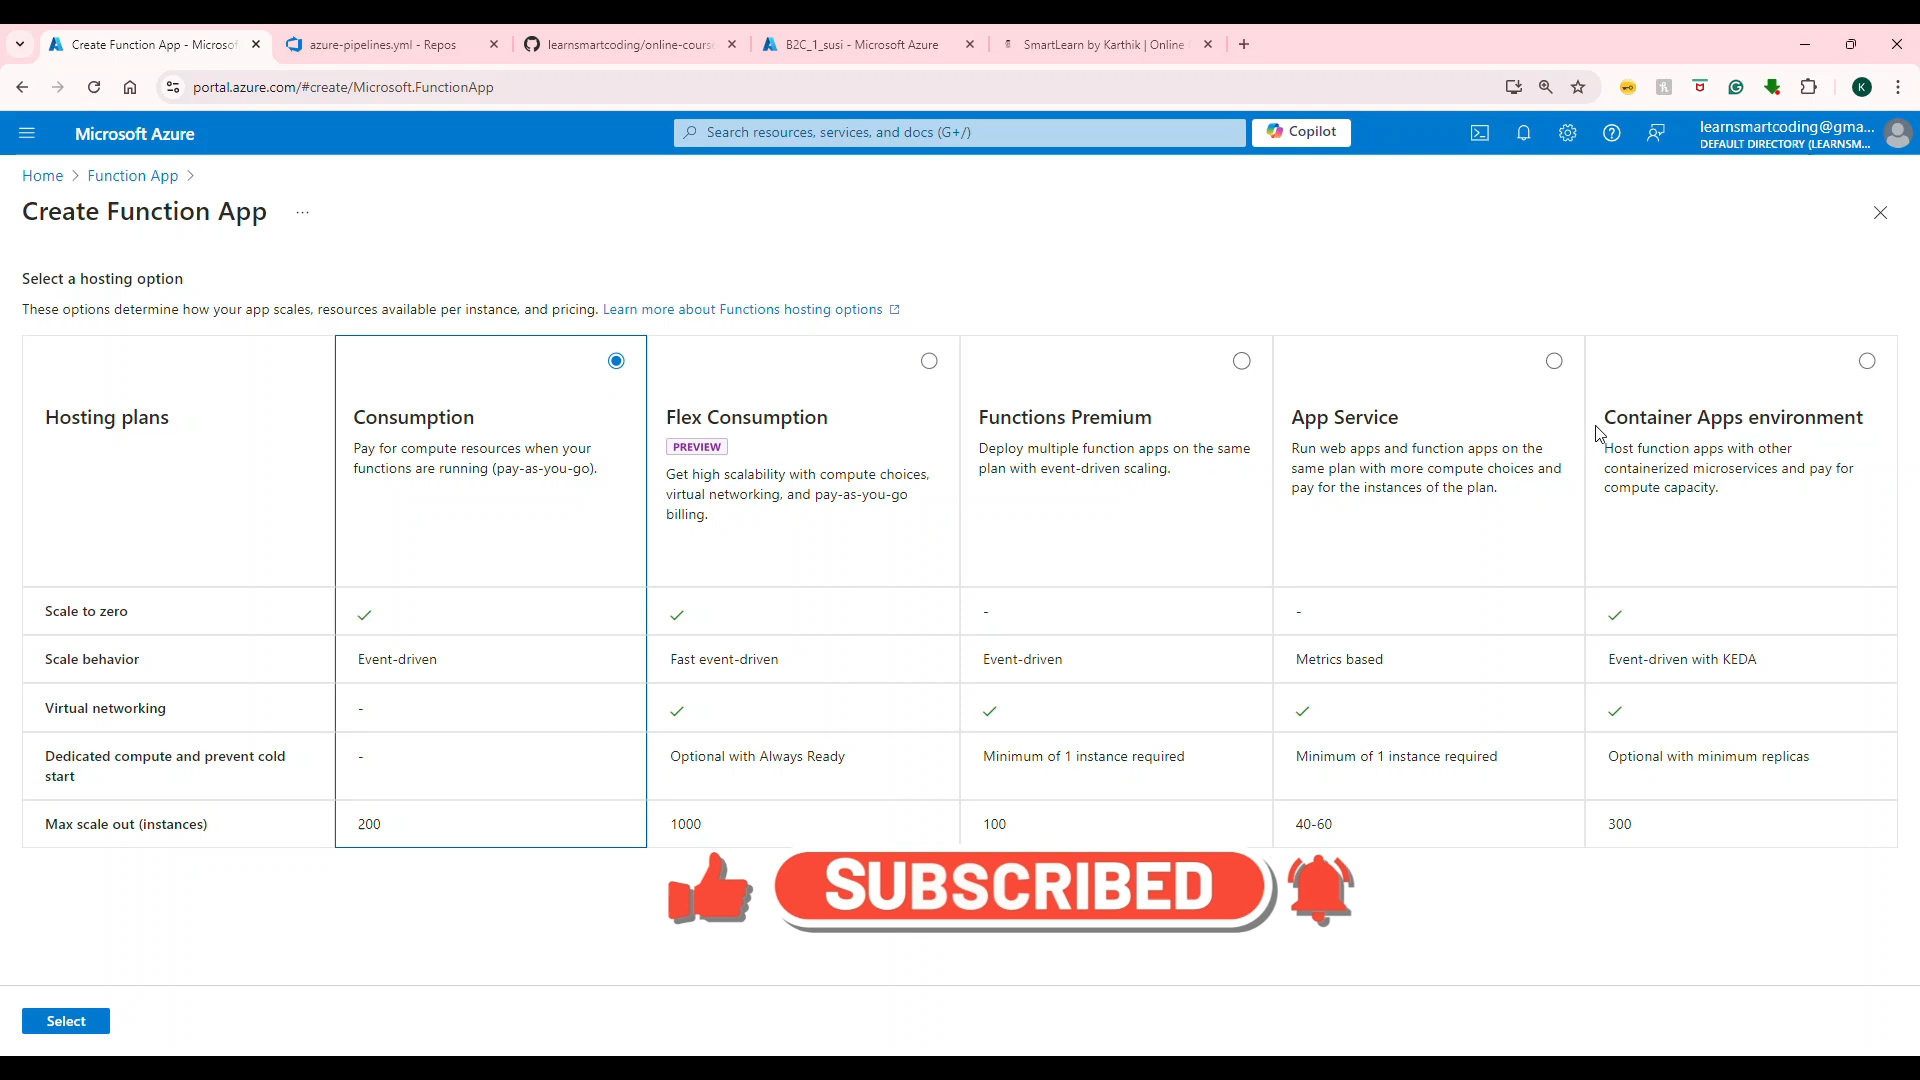 Create Function App - Microsof
azure-pipelines.yml - Repos
learnsmartcoding/online-cours
B2C_1_susi - Microsoft Azure
SmartLearn by Karthik | Online
portal.azure.com/#create/Microsoft.FunctionApp
K
Microsoft Azure
Search resources, services, and docs (G+/)
Copilot
learnsmartcoding@gma...
DEFAULT DIRECTORY (LEARNSM...
Home > Function App >
Create Function App ...
Select a hosting option
These options determine how your app scales, resources available per instance, and pricing. Learn more about Functions hosting options
Hosting plans
Consumption
Pay for compute resources when your
functions are running (pay-as-you-go).
Flex Consumption
PREVIEW
Get high scalability with compute choices,
virtual networking, and pay-as-you-go
billing.
Functions Premium
Deploy multiple function apps on the same
plan with event-driven scaling.
App Service
Run web apps and function apps on the
same plan with more compute choices and
pay for the instances of the plan.
Container Apps environment
Host function apps with other
containerized microservices and pay for
compute capacity.
Scale to zero
-
-
Scale behavior
Event-driven
Fast event-driven
Event-driven
Metrics based
Event-driven with KEDA
Virtual networking
-
Dedicated compute and prevent cold
start
-
Optional with Always Ready
Minimum of 1 instance required
Minimum of 1 instance required
Optional with minimum replicas
Max scale out (instances)
200
1000
100
40-60
300
SUBSCRIBED
Select